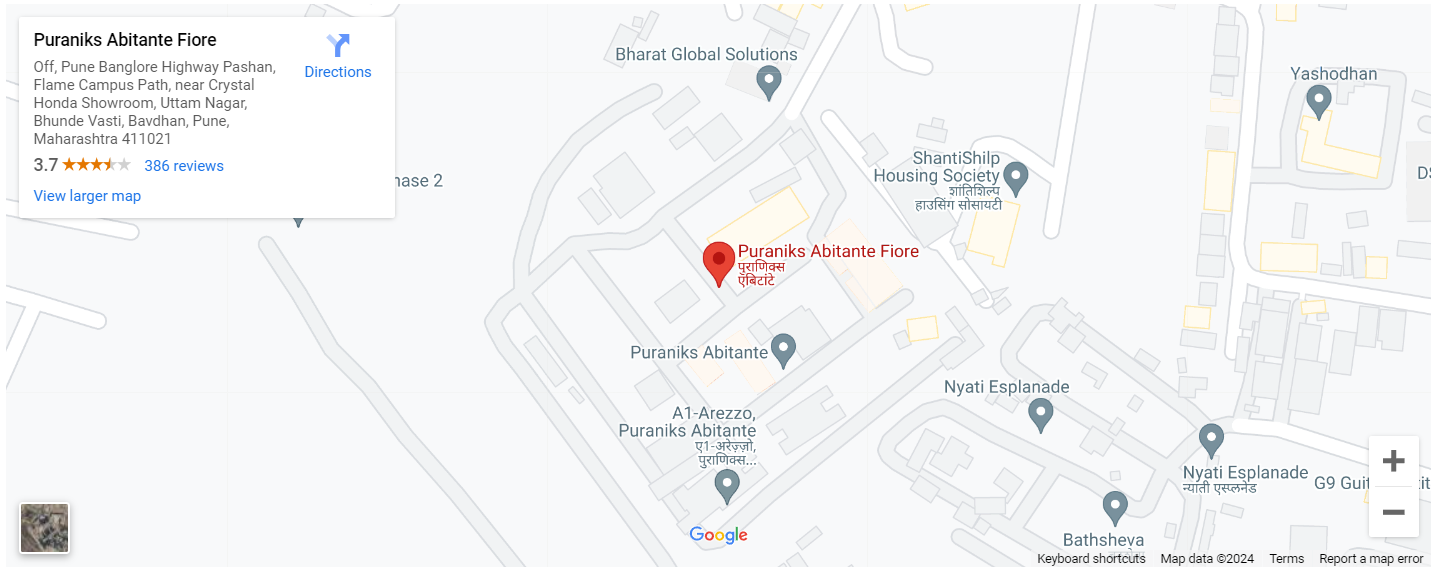 Puraniks Abitante Fiore
Directions
Off, Pune Banglore Highway Pashan,
Flame Campus Path, near Crystal
Honda Showroom, Uttam Nagar,
Bhunde Vasti, Bavdhan, Pune,
Maharashtra 411021
3.7
386 reviews
View larger map
hase 2
Bharat Global Solutions
Yashodhan
ShantiShilp
Housing Society
शांतिशिल्प
हाउसिंग सोसायटी
Puraniks Abitante Fiore
पुराणिक्स
एबिटांटे
Puraniks Abitante
Nyati Esplanade
A1-Arezzo,
Puraniks Abitante
ए१-अरेज़्ज़ो,
पुराणिक्स...
Nyati Esplanade
न्याती एस्प्लनेड
G9 Guit
Bathsheva
Google
Keyboard shortcuts
Map data ©2024
Terms
Report a map error